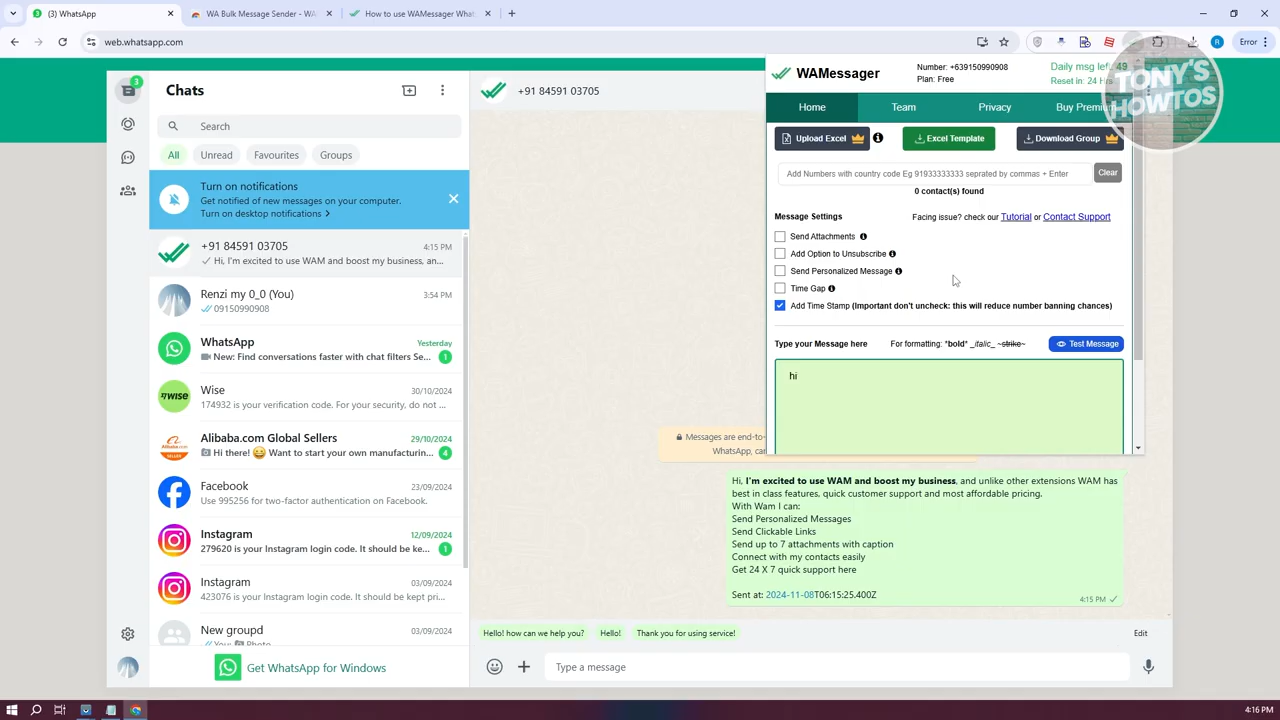 (3) WhatsApp
WA Bulk Message Sender - WA
How to use WAMessager What
web.whatsapp.com
Error
3
Chats
Search
All
Unread
Favourites
Groups
Turn on notifications
Get notified of new messages on your computer.
Turn on desktop notifications >
+91 84591 03705
4:15 PM
Hi, I'm excited to use WAM and boost my business, an...
Renzi my 0_0 (You)
3:54 PM
09150990908
WhatsApp
Yesterday
New: Find conversations faster with chat filters Se...
1
7WISE
Wise
30/10/2024
174932 is your verification code. For your security, do not ...
Alibaba.com Global Sellers
29/10/2024
Hi there! 😄 Want to start your own manufacturin...
4
Facebook
23/09/2024
Use 995256 for two-factor authentication on Facebook.
Instagram
12/09/2024
279620 is your Instagram login code. It should be ke...
1
Instagram
03/09/2024
423076 is your Instagram login code. It should be kept pri...
New groupd
03/09/2024
You: Photo
Get WhatsApp for Windows
+91 84591 03705
WAMessager
Number: +639150990908
Plan: Free
Daily msg left: 49
Reset in: 24 Hrs
TONY'S
HOWTOS
Home
Team
Privacy
Buy Premium
Upload Excel
Excel Template
Download Group
Add Numbers with country code Eg 91933333333 seprated by commas + Enter
Clear
0 contact(s) found
Message Settings
Facing issue? check our Tutorial or Contact Support
Send Attachments
Add Option to Unsubscribe
Send Personalized Message
Time Gap
Add Time Stamp (Important don't uncheck: this will reduce number banning chances)
Type your Message here
For formatting: *bold* _italic_ ~strike~
Test Message
hi
Messages are end-to-
WhatsApp, can
Hi, I'm excited to use WAM and boost my business, and unlike other extensions WAM has
best in class features, quick customer support and most affordable pricing.
With Wam I can:
Send Personalized Messages
Send Clickable Links
Send up to 7 attachments with caption
Connect with my contacts easily
Get 24 X 7 quick support here
Sent at: 2024-11-08T06:15:25.400Z
4:15 PM
Hello! how can we help you?
Hello!
Thank you for using service!
Edit
Type a message
4:16 PM